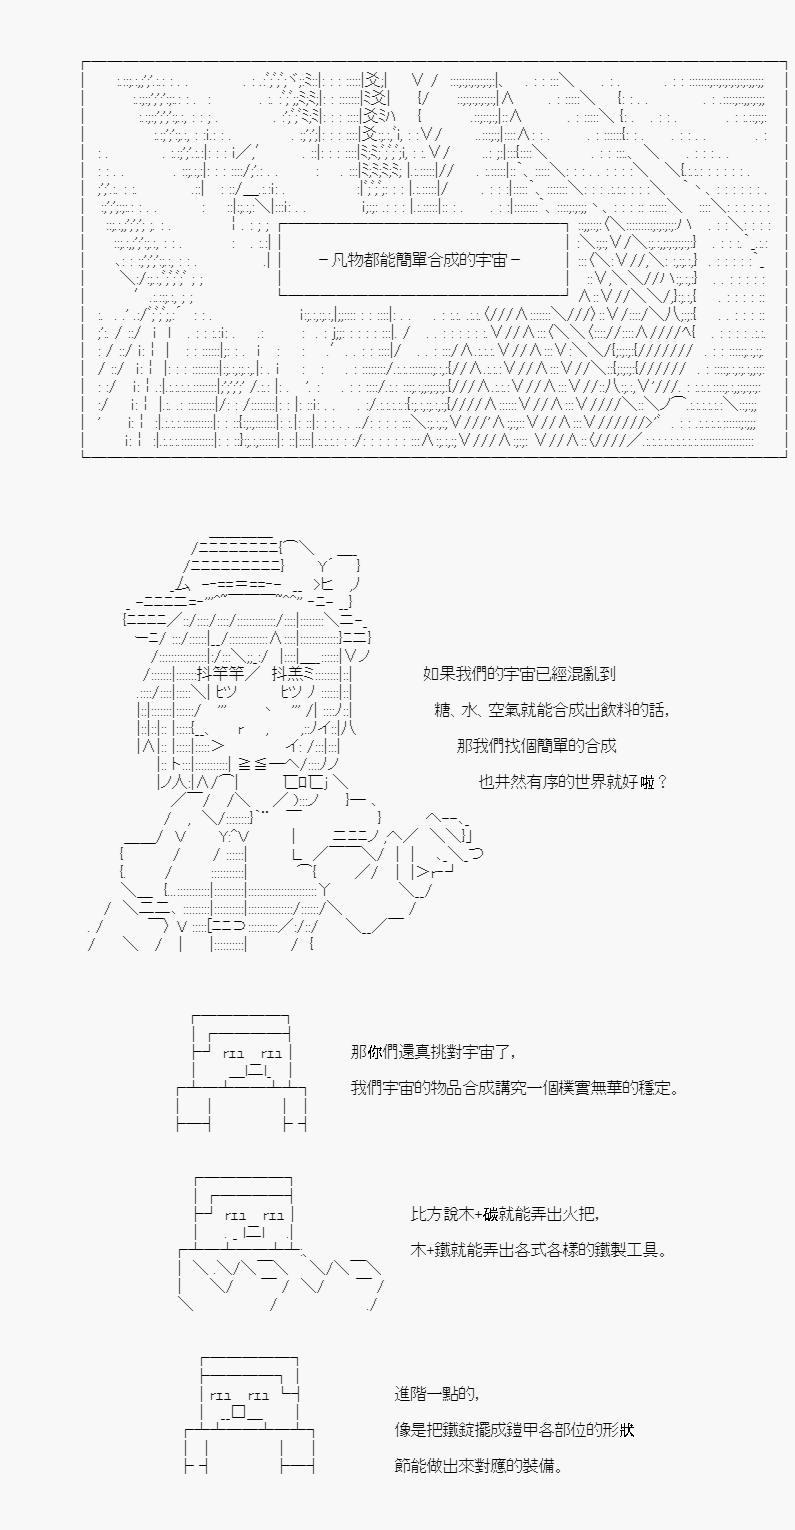 －凡物都能簡單合成的宇宙－
如果我們的宇宙已經混亂到
糖、水、空氣就能合成出飲料的話，
那我們找個簡單的合成
也井然有序的世界就好啦？
那你們還真挑對宇宙了，
我們宇宙的物品合成講究一個樸實無華的穩定。
比方說木+碳就能弄出火把，
木+鐵就能弄出各式各樣的鐵製工具。
進階一點的，
像是把鐵錠擺成鎧甲各部位的形狀
節能做出來對應的裝備。